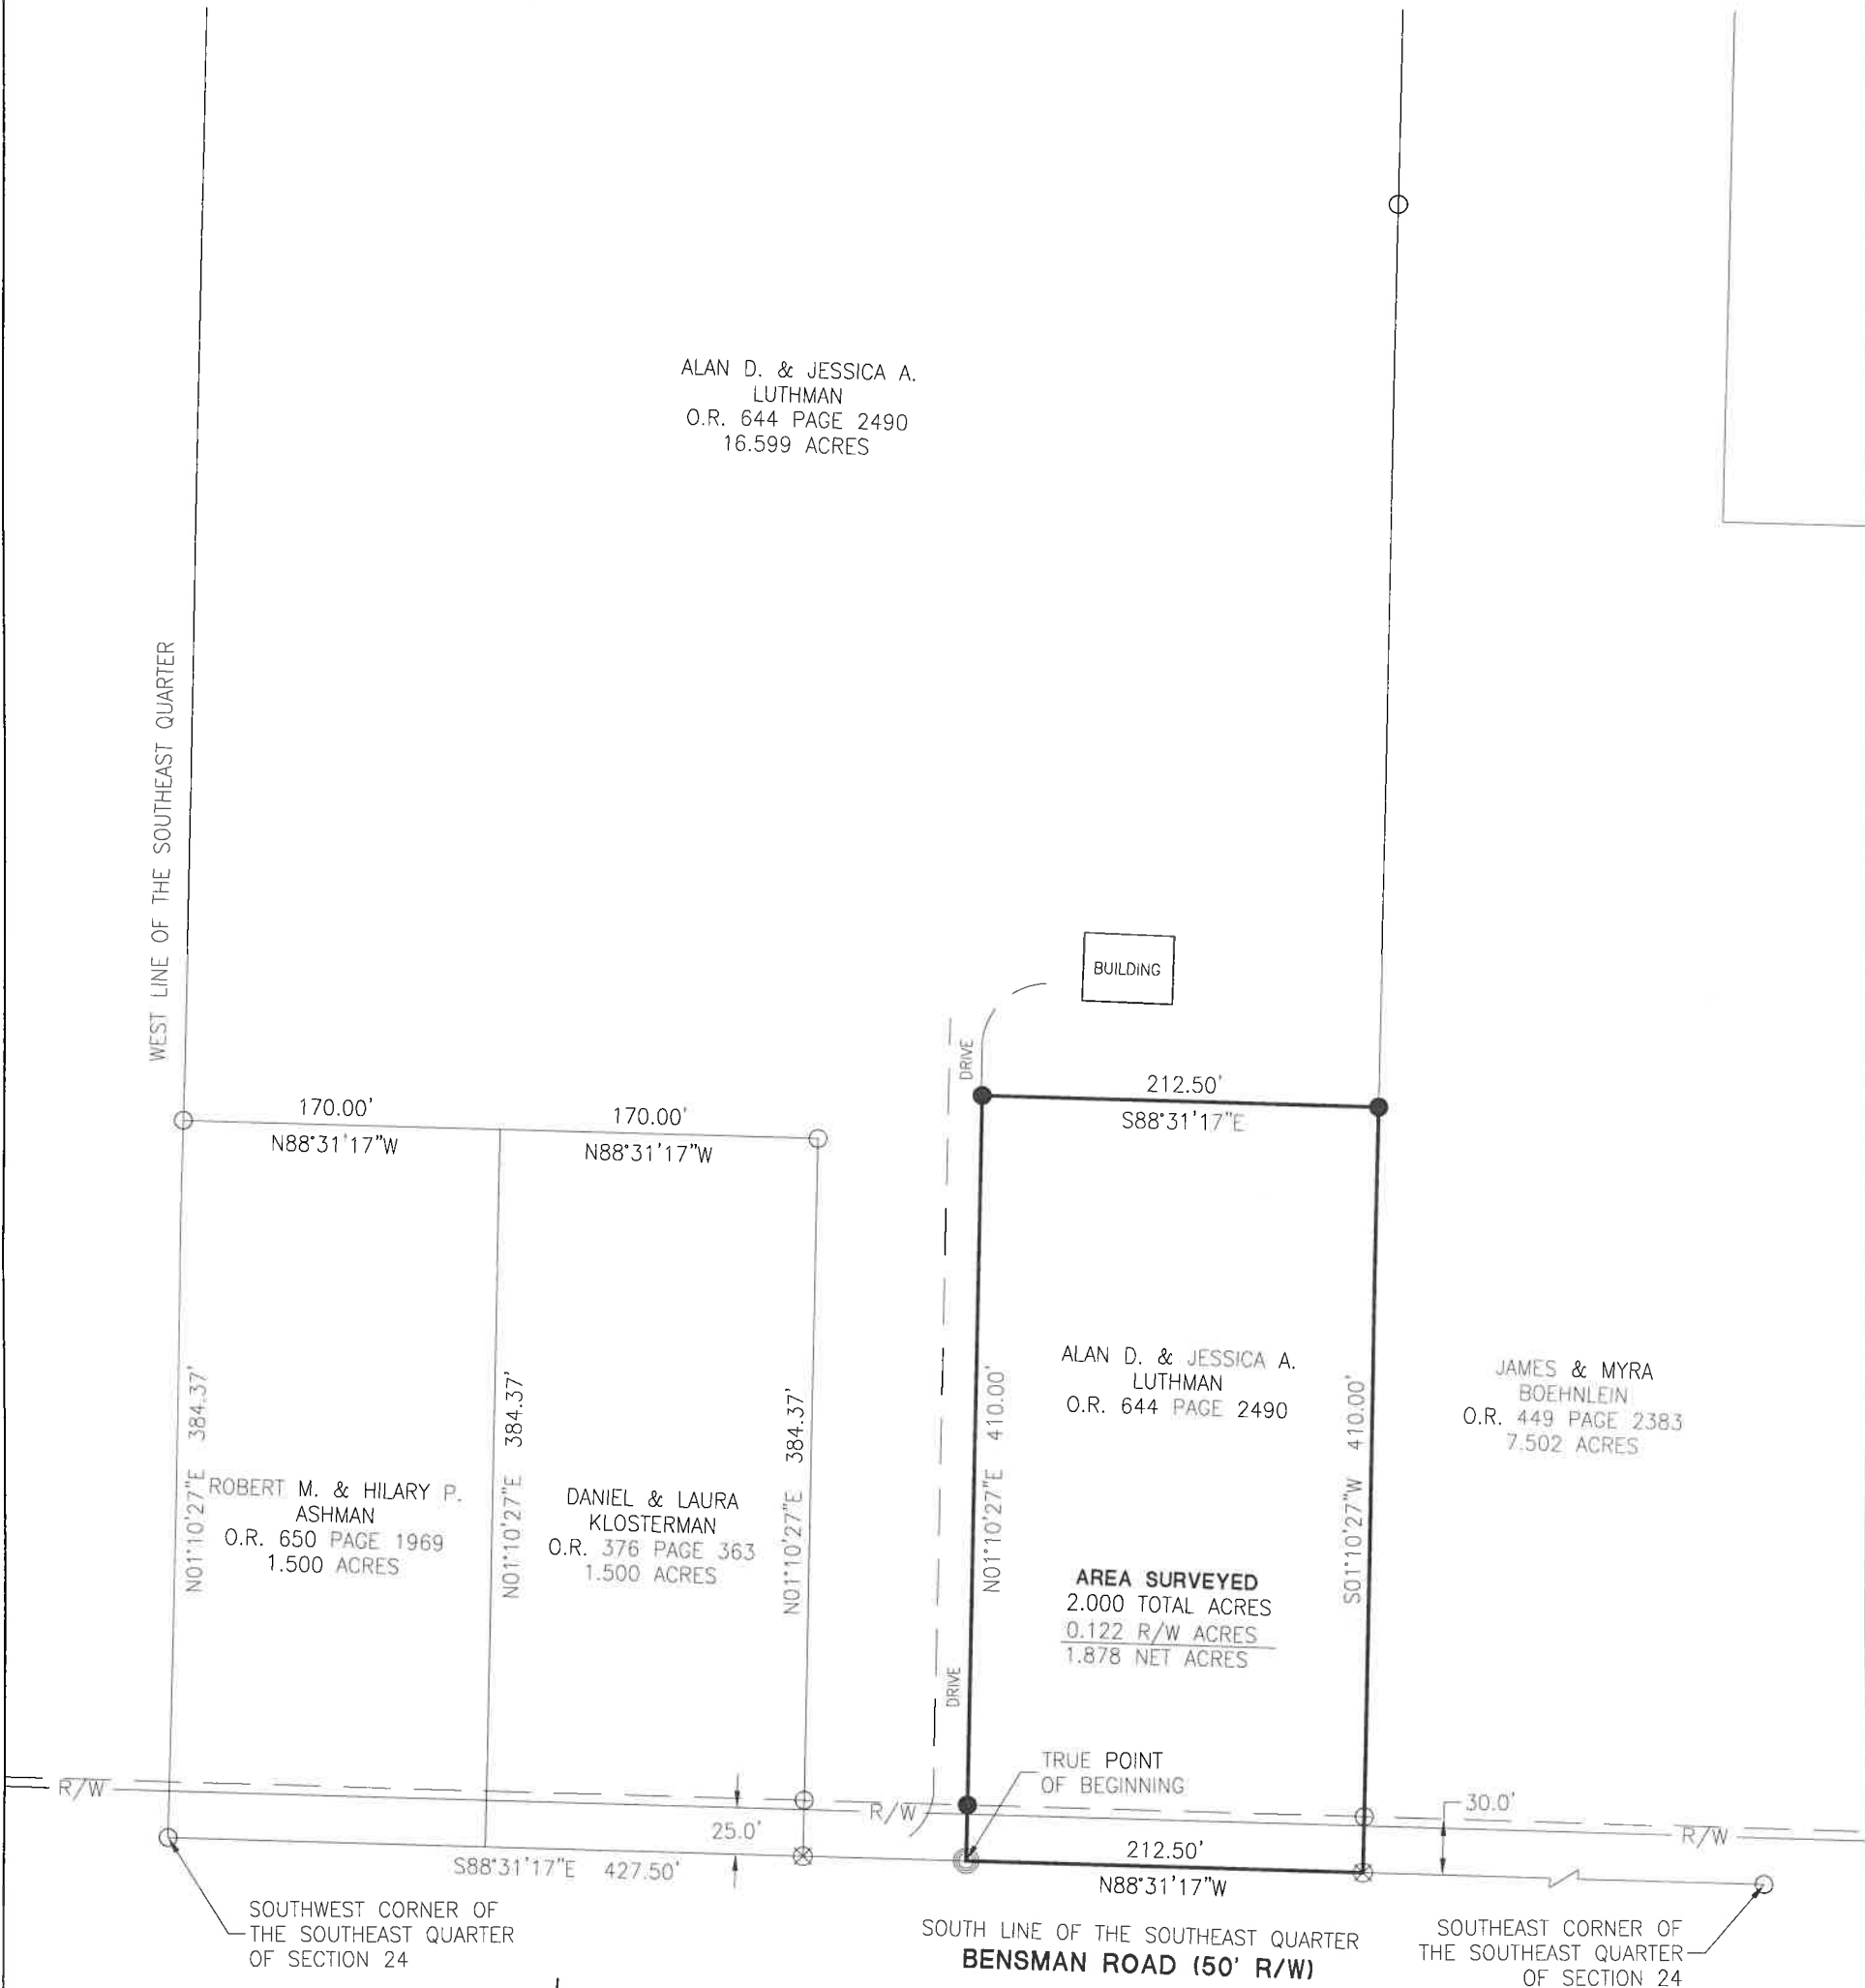 ALAN D. & JESSICA A.
LUTHMAN
O.R. 644 PAGE 2490
16.599 ACRES
WEST LINE OF THE SOUTHEAST QUARTER
BUILDING
DRIVE
212.50'
S88°31'17"E
170.00'
N88°31'17"W
170.00'
N88°31'17"W
N01°10'27"E 384.37'
ROBERT M. & HILARY P.
ASHMAN
O.R. 650 PAGE 1969
1.500 ACRES
N01°10'27"E 384.37'
DANIEL & LAURA
KLOSTERMAN
O.R. 376 PAGE 363
1.500 ACRES
N01°10'27"E 384.37'
DRIVE
N01°10'27"E 410.00'
ALAN D. & JESSICA A.
LUTHMAN
O.R. 644 PAGE 2490
AREA SURVEYED
2.000 TOTAL ACRES
0.122 R/W ACRES
1.878 NET ACRES
S01°10'27"W 410.00'
JAMES & MYRA
BOEHNLEIN
O.R. 449 PAGE 2383
7.502 ACRES
TRUE POINT
OF BEGINNING
R/W
R/W
30.0'
R/W
25.0'
S88°31'17"E 427.50'
212.50'
N88°31'17"W
SOUTHWEST CORNER OF
THE SOUTHEAST QUARTER
OF SECTION 24
SOUTH LINE OF THE SOUTHEAST QUARTER
BENSMAN ROAD (50' R/W)
SOUTHEAST CORNER OF
THE SOUTHEAST QUARTER
OF SECTION 24